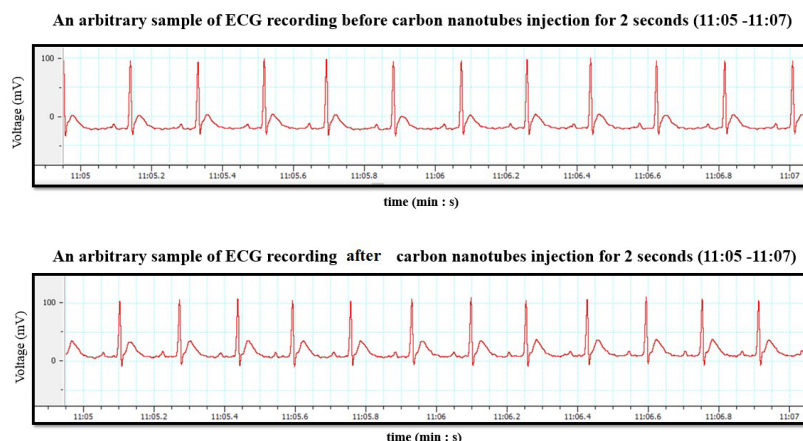 An arbitrary sample of ECG recording before carbon nanotubes injection for 2 seconds (11:05 -11:07)
Voltage (mV)
100
0
11:05 11:05.2 11:05.4 11:05.6 11:05.8 11:06 11:06.2 11:06.4 11:06.6 11:06.8 11:07
time (min : s)
An arbitrary sample of ECG recording after carbon nanotubes injection for 2 seconds (11:05 -11:07)
Voltage (mV)
100
0
11:05 11:05.2 11:05.4 11:05.6 11:05.8 11:06 11:06.2 11:06.4 11:06.6 11:06.8 11:07
time (min : s)